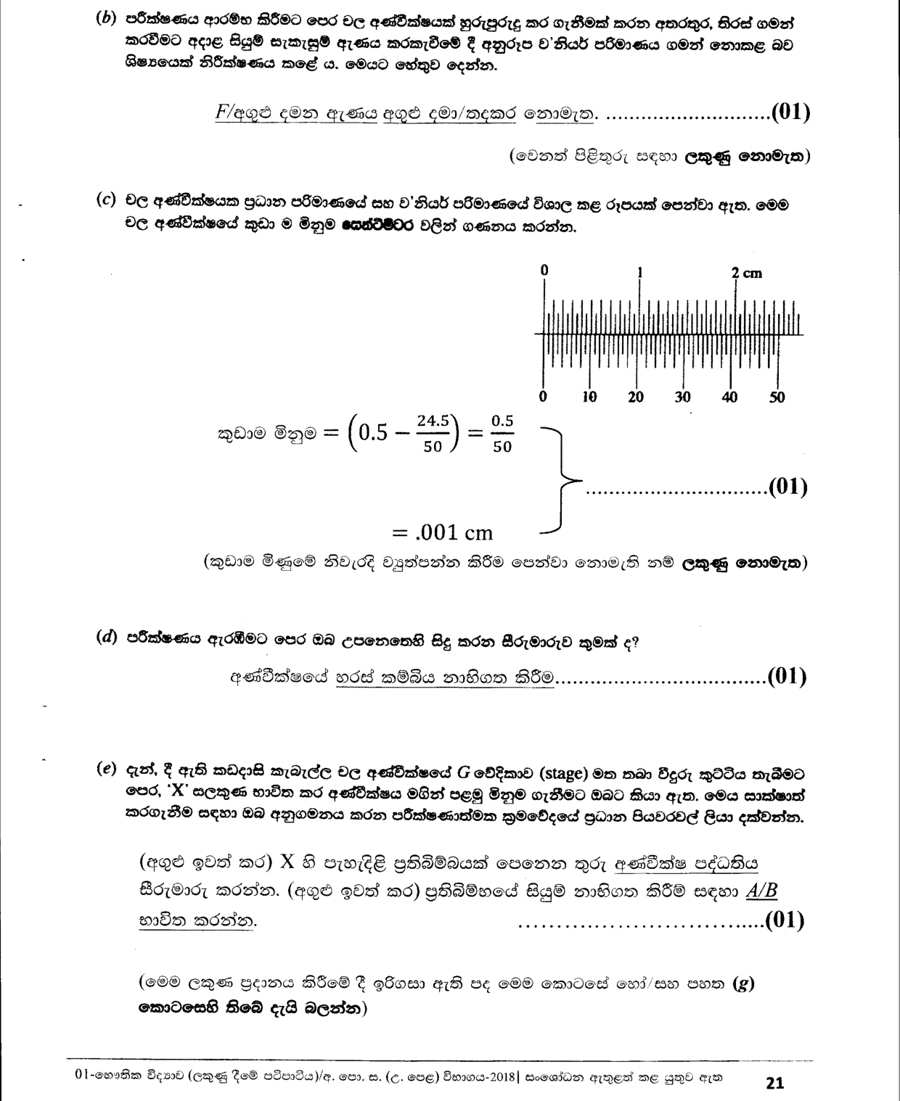 (b) පරීක්ෂණය ආරම්භ කිරීමට පෙර චල අණ්වීක්ෂයක් හුරුපුරුදු කර ගැනීමක් කරන අතරතුර, තිරස් ගමන්
කරවීමට අදාළ සියුම් සැකැසුම් ඇණය කරකැවීමේ දී අනුරූප ව'නියර් පරිමාණය ගමන් නොකළ බව
ශිෂ්‍යයෙක් නිරීක්ෂණය කළේ ය. මෙයට හේතුව දෙන්න.
F/අගුළු දමන ඇණය අගුළු දමා/තදකර නොමැත. ............................(01)
(වෙනත් පිළිතුරු සඳහා ලකුණු නොමැත)
(c) චල අණ්වීක්ෂයක ප්‍රධාන පරිමාණයේ සහ ව'නියර් පරිමාණයේ විශාල කළ රූපයක් පෙන්වා ඇත. මෙම
චල අණ්වීක්ෂයේ කුඩා ම මිනුම සෙන්ටිමීටර වලින් ගණනය කරන්න.
0 1 2 cm
0 10 20 30 40 50
කුඩාම මිනුම = (0.5 − 24.5/50) = 0.5/50
...............................(01)
= .001 cm
(කුඩාම මිණුමේ නිවැරදි ව්‍යුත්පන්න කිරීම පෙන්වා නොමැති නම් ලකුණු නොමැත)
(d) පරීක්ෂණය ඇරඹීමට පෙර ඔබ උපනෙතෙහි සිදු කරන සීරුමාරුව කුමක් ද?
අණ්වීක්ෂයේ හරස් කම්බිය නාභිගත කිරීම....................................(01)
(e) දැන්, දී ඇති කඩදාසි කැබැල්ල චල අණ්වීක්ෂයේ G වේදිකාව (stage) මත තබා වීදුරු කුට්ටිය තැබීමට
පෙර, 'X' සලකුණ භාවිත කර අණ්වීක්ෂය මගින් පළමු මිනුම ගැනීමට ඔබට කියා ඇත. මෙය සාක්ෂාත්
කරගැනීම සඳහා ඔබ අනුගමනය කරන පරීක්ෂණාත්මක ක්‍රමවේදයේ ප්‍රධාන පියවරවල් ලියා දක්වන්න.
(අගුළු ඉවත් කර) X හි පැහැදිළි ප්‍රතිබිම්බයක් පෙනෙන තුරු අණ්වීක්ෂ පද්ධතිය
සීරුමාරු කරන්න. (අගුළු ඉවත් කර) ප්‍රතිබිම්භයේ සියුම් නාභිගත කිරීම් සඳහා A/B
භාවිත කරන්න. ....................................(01)
(මෙම ලකුණ ප්‍රදානය කිරීමේ දී ඉරිගසා ඇති පද මෙම කොටසේ හෝ/සහ පහත (g)
කොටසෙහි තිබේ දැයි බලන්න)
01-භෞතික විද්‍යාව (ලකුණු දීමේ පටිපාටිය)/අ. පො. ස. (උ. පෙළ) විභාගය-2018| සංශෝධන ඇතුළත් කළ යුතුව ඇත 21